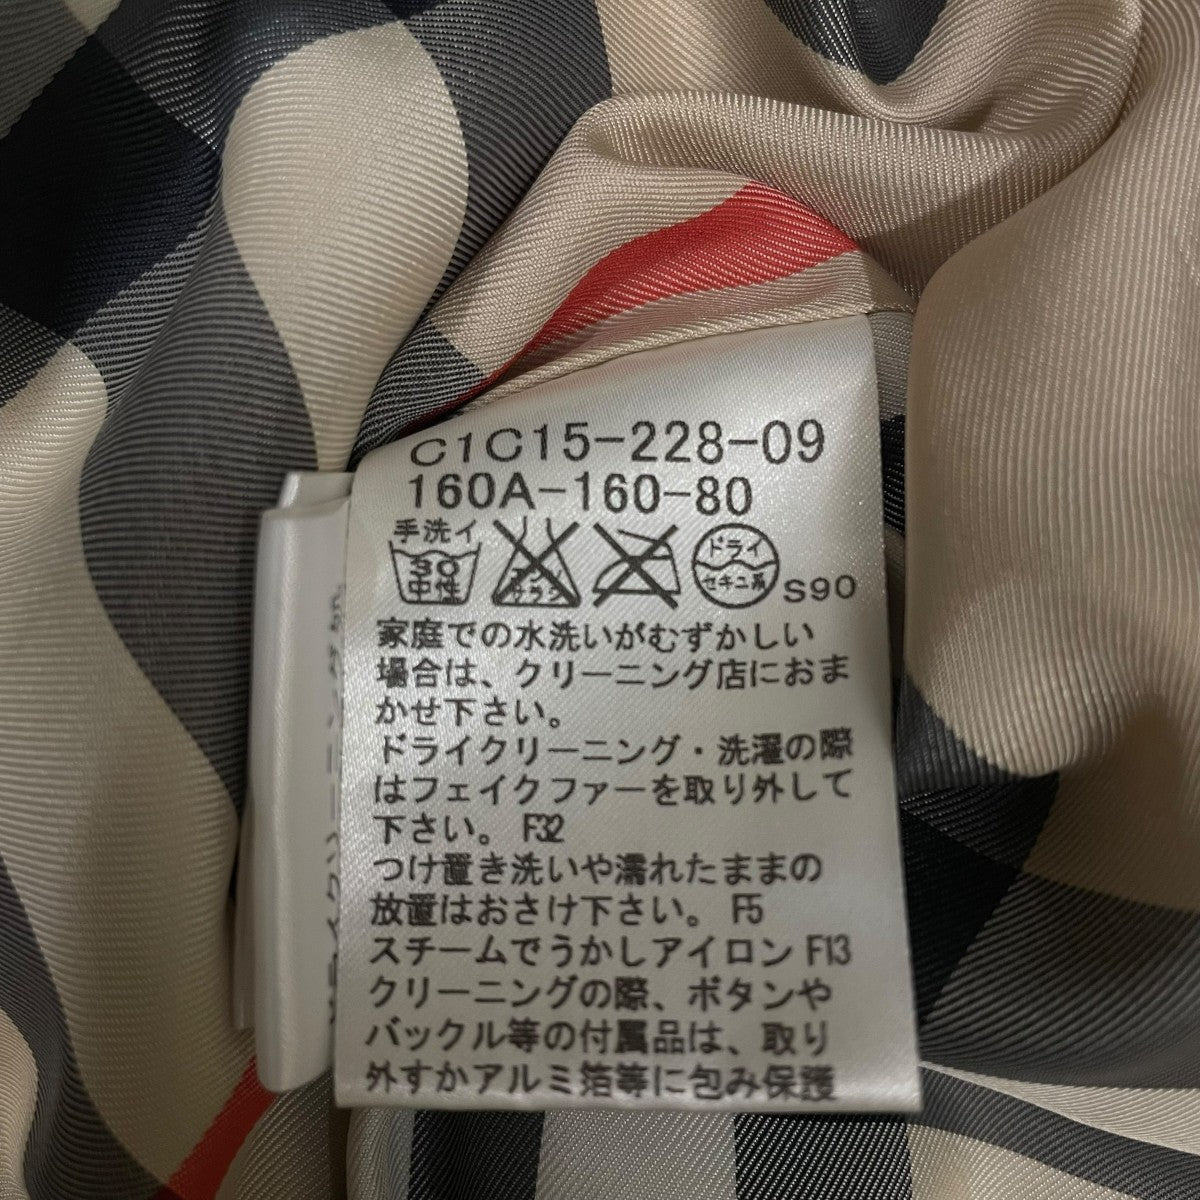 C1C15-228-09
160A-160-80
手洗イ
30
中性
エン
サラシ
ドライ
セキユ系
S90
家庭での水洗いがむずかしい
場合は、クリーニング店におま
かせ下さい。
ドライクリーニング・洗濯の際
はフェイクファーを取り外して
下さい。 F32
つけ置き洗いや濡れたままの
放置はおさけ下さい。 F5
スチームでうかしアイロン F13
クリーニングの際、ボタンや
バックル等の付属品は、取り
外すかアルミ箔等に包み保護